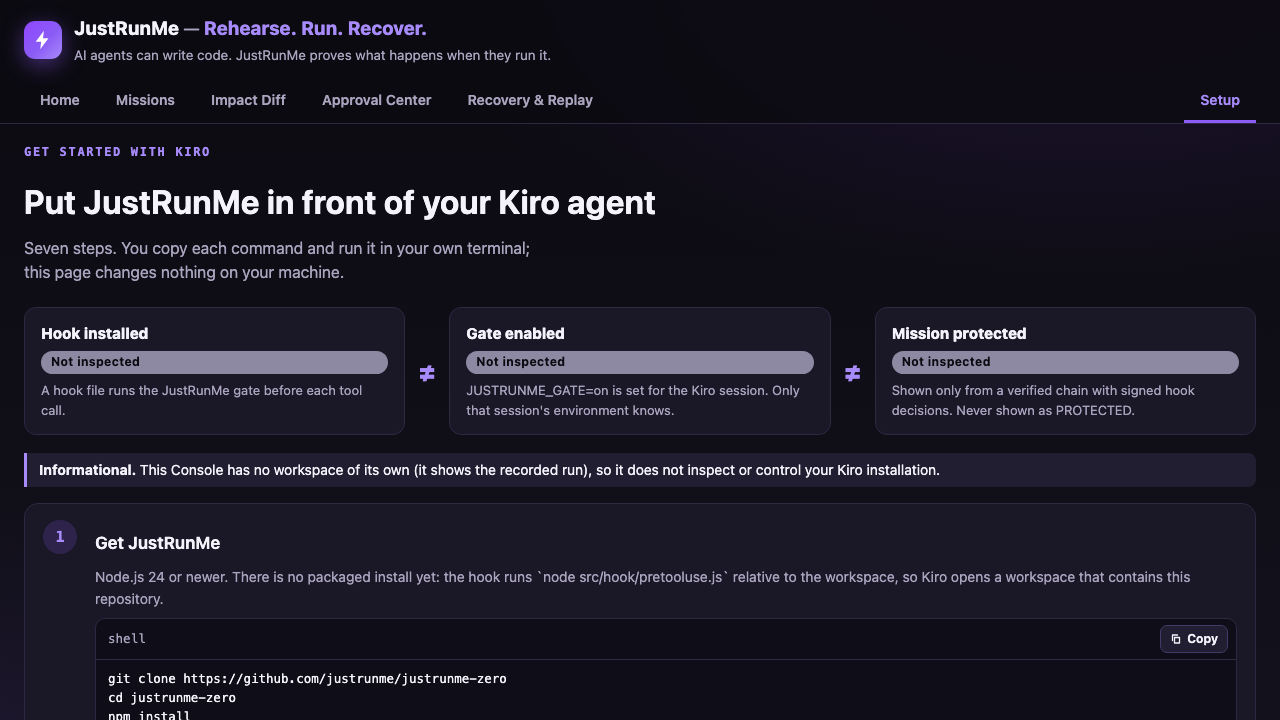 JustRunMe — Rehearse. Run. Recover.
AI agents can write code. JustRunMe proves what happens when they run it.
Home Missions Impact Diff Approval Center Recovery & Replay Setup
GET STARTED WITH KIRO
Put JustRunMe in front of your Kiro agent
Seven steps. You copy each command and run it in your own terminal;
this page changes nothing on your machine.
Hook installed
Not inspected
A hook file runs the JustRunMe gate before each tool
call.
≠
Gate enabled
Not inspected
JUSTRUNME_GATE=on is set for the Kiro session. Only
that session's environment knows.
≠
Mission protected
Not inspected
Shown only from a verified chain with signed hook
decisions. Never shown as PROTECTED.
Informational. This Console has no workspace of its own (it shows the recorded run), so it does not inspect or control your Kiro installation.
1
Get JustRunMe
Node.js 24 or newer. There is no packaged install yet: the hook runs `node src/hook/pretooluse.js` relative to the workspace, so Kiro opens a workspace that contains this
repository.
shell
Copy
git clone https://github.com/justrunme/justrunme-zero
cd justrunme-zero
npm install